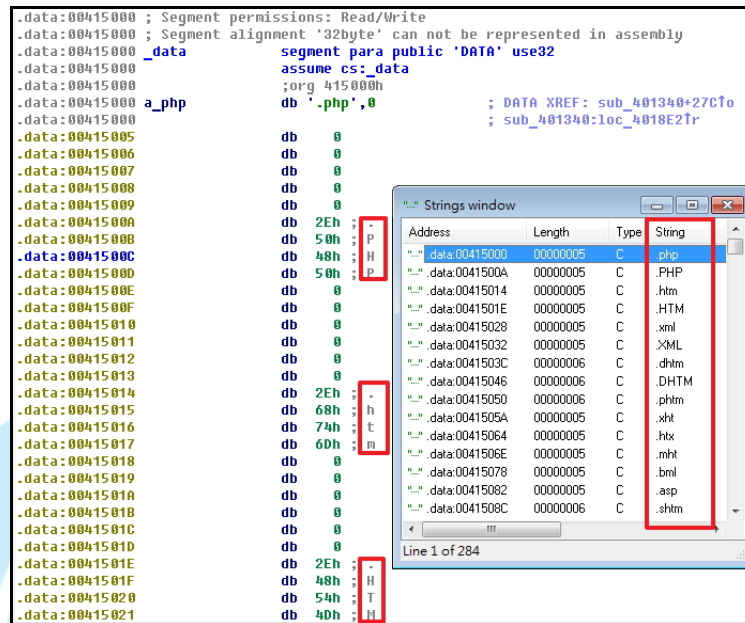 .data:00415000 ; Segment permissions: Read/Write
.data:00415000 ; Segment alignment '32byte' can not be represented in assembly
.data:00415000 _data segment para public 'DATA' use32
.data:00415000 assume cs:_data
.data:00415000 ;org 415000h
.data:00415000 a_php db '.php',0 ; DATA XREF: sub_401340+27C↑o
.data:00415000 ; sub_401340:loc_4018E2↑r
.data:00415005 db 0
.data:00415006 db 0
.data:00415007 db 0
.data:00415008 db 0
.data:00415009 db 0
.data:0041500A db 2Eh ; .
.data:0041500B db 50h ; P
.data:0041500C db 48h ; H
.data:0041500D db 50h ; P
.data:0041500E db 0
.data:0041500F db 0
.data:00415010 db 0
.data:00415011 db 0
.data:00415012 db 0
.data:00415013 db 0
.data:00415014 db 2Eh ; .
.data:00415015 db 68h ; h
.data:00415016 db 74h ; t
.data:00415017 db 6Dh ; m
.data:00415018 db 0
.data:00415019 db 0
.data:0041501A db 0
.data:0041501B db 0
.data:0041501C db 0
.data:0041501D db 0
.data:0041501E db 2Eh ; .
.data:0041501F db 48h ; H
.data:00415020 db 54h ; T
.data:00415021 db 4Dh ; M
"..." Strings window
Address Length Type String
"..." .data:00415000 00000005 C .php
"..." .data:0041500A 00000005 C .PHP
"..." .data:00415014 00000005 C .htm
"..." .data:0041501E 00000005 C .HTM
"..." .data:00415028 00000005 C .xml
"..." .data:00415032 00000005 C .XML
"..." .data:0041503C 00000006 C .dhtm
"..." .data:00415046 00000006 C .DHTM
"..." .data:00415050 00000006 C .phtm
"..." .data:0041505A 00000005 C .xht
"..." .data:00415064 00000005 C .htx
"..." .data:0041506E 00000005 C .mht
"..." .data:00415078 00000005 C .bml
"..." .data:00415082 00000005 C .asp
"..." .data:0041508C 00000006 C .shtm
Line 1 of 284